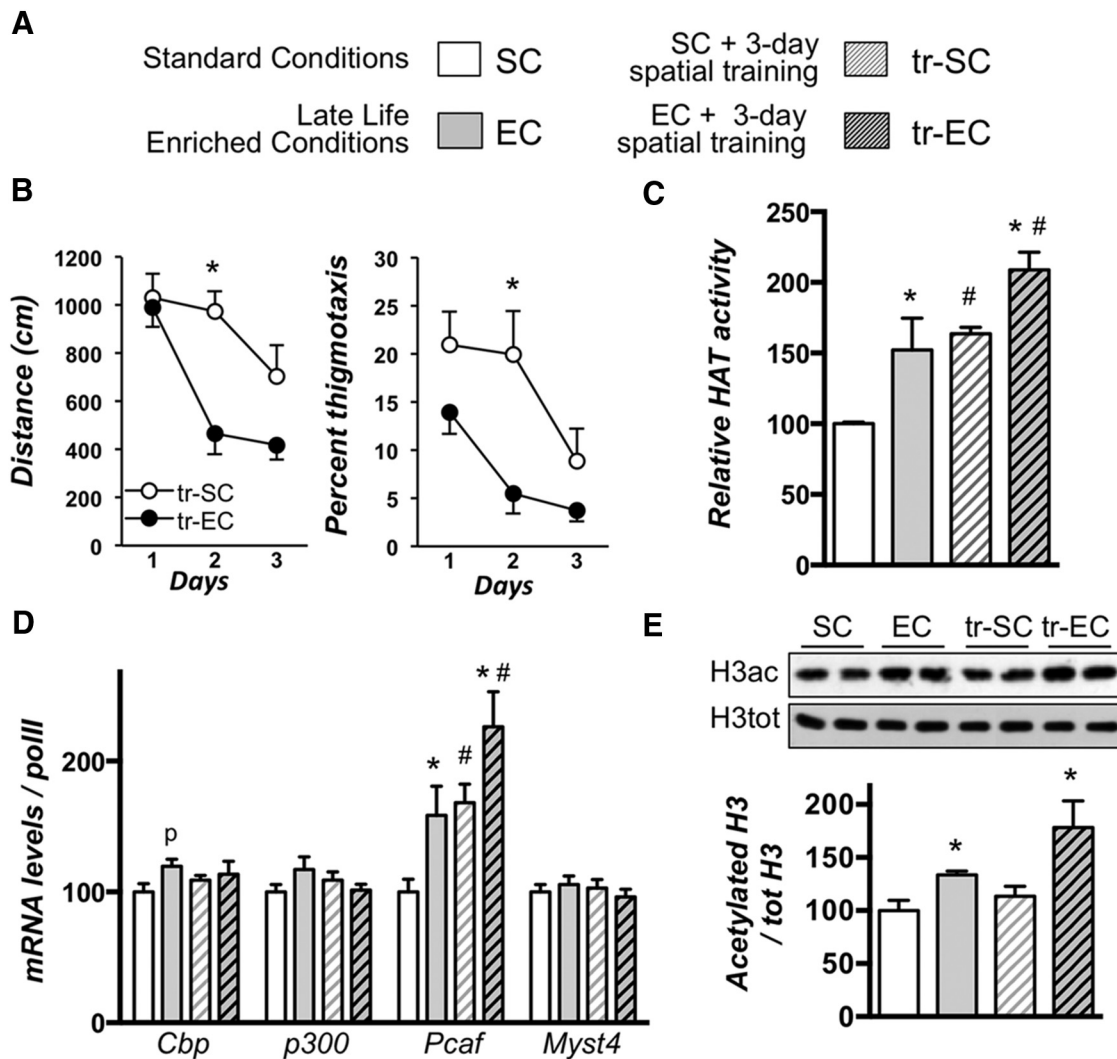 A
Standard Conditions
SC
SC + 3-day
spatial training
tr-SC
Late Life
Enriched Conditions
EC
EC + 3-day
spatial training
tr-EC
B
Distance (cm)
1200
1000
800
600
400
200
0
*
tr-SC
tr-EC
1 2 3
Days
Percent thigmotaxis
30
25
20
15
10
5
0
*
1 2 3
Days
C
Relative HAT activity
250
200
150
100
50
0
*
#
* #
D
mRNA levels / polII
200
100
0
p
*
#
* #
Cbp p300 Pcaf Myst4
E
SC EC tr-SC tr-EC
H3ac
H3tot
Acetylated H3
/ tot H3
200
150
100
50
0
*
*